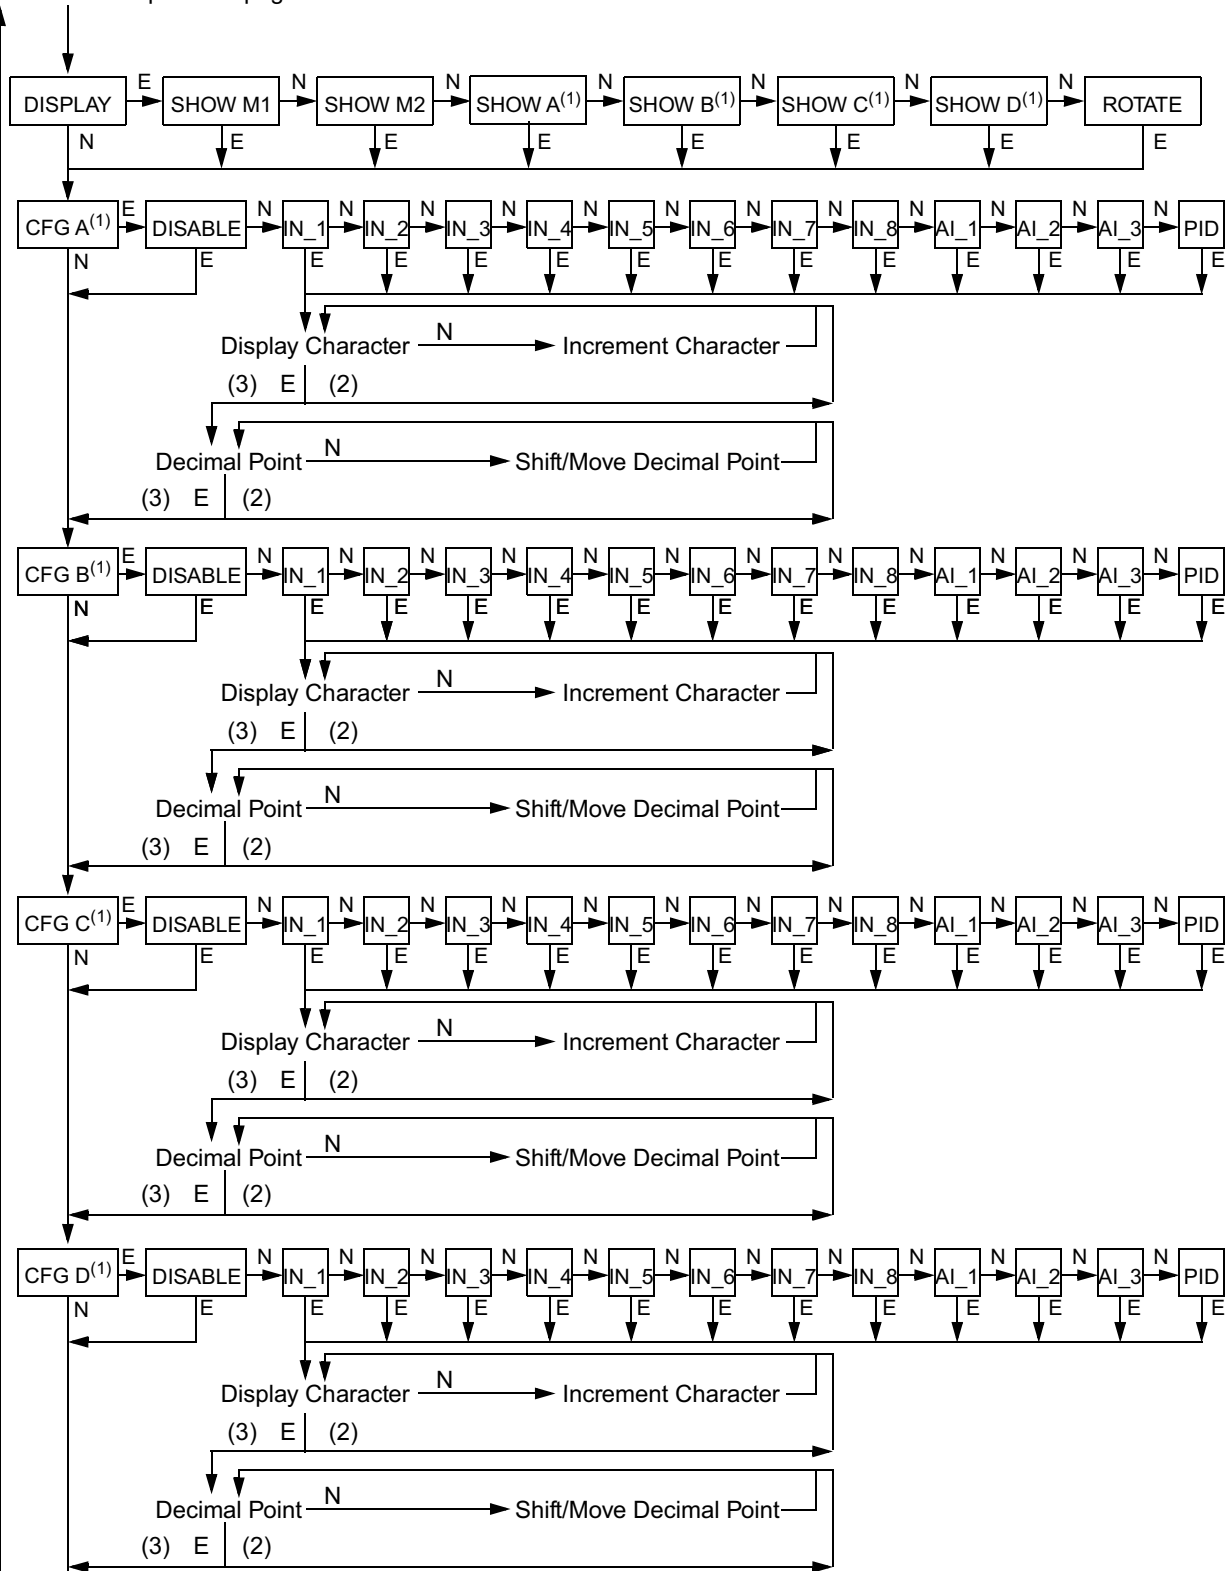 E N N N N N N
DISPLAY SHOW M1 SHOW M2 SHOW A(1) SHOW B(1) SHOW C(1) SHOW D(1) ROTATE
N E E E E E E E
E N N N N N N N N N N N N
CFG A(1) DISABLE IN_1 IN_2 IN_3 IN_4 IN_5 IN_6 IN_7 IN_8 AI_1 AI_2 AI_3 PID
N E E E E E E E E E E E E E
Display Character N Increment Character
(3) E (2)
Decimal Point N Shift/Move Decimal Point
(3) E (2)
E N N N N N N N N N N N N
CFG B(1) DISABLE IN_1 IN_2 IN_3 IN_4 IN_5 IN_6 IN_7 IN_8 AI_1 AI_2 AI_3 PID
N E E E E E E E E E E E E E
Display Character N Increment Character
(3) E (2)
Decimal Point N Shift/Move Decimal Point
(3) E (2)
E N N N N N N N N N N N N
CFG C(1) DISABLE IN_1 IN_2 IN_3 IN_4 IN_5 IN_6 IN_7 IN_8 AI_1 AI_2 AI_3 PID
N E E E E E E E E E E E E E
Display Character N Increment Character
(3) E (2)
Decimal Point N Shift/Move Decimal Point
(3) E (2)
E N N N N N N N N N N N N
CFG D(1) DISABLE IN_1 IN_2 IN_3 IN_4 IN_5 IN_6 IN_7 IN_8 AI_1 AI_2 AI_3 PID
N E E E E E E E E E E E E E
Display Character N Increment Character
(3) E (2)
Decimal Point N Shift/Move Decimal Point
(3) E (2)